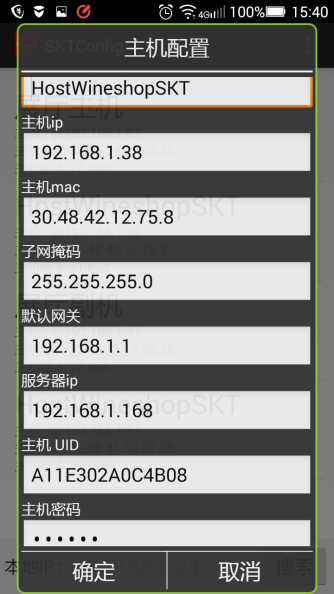 4G 100% 15:40
SKTConfig
主机配置
HostWineshopSKT
主机ip
192.168.1.38
主机mac
30.48.42.12.75.8
子网掩码
255.255.255.0
默认网关
192.168.1.1
服务器ip
192.168.1.168
主机 UID
A11E302A0C4B08
主机密码
••••••
确定 取消
本地IP: 搜索